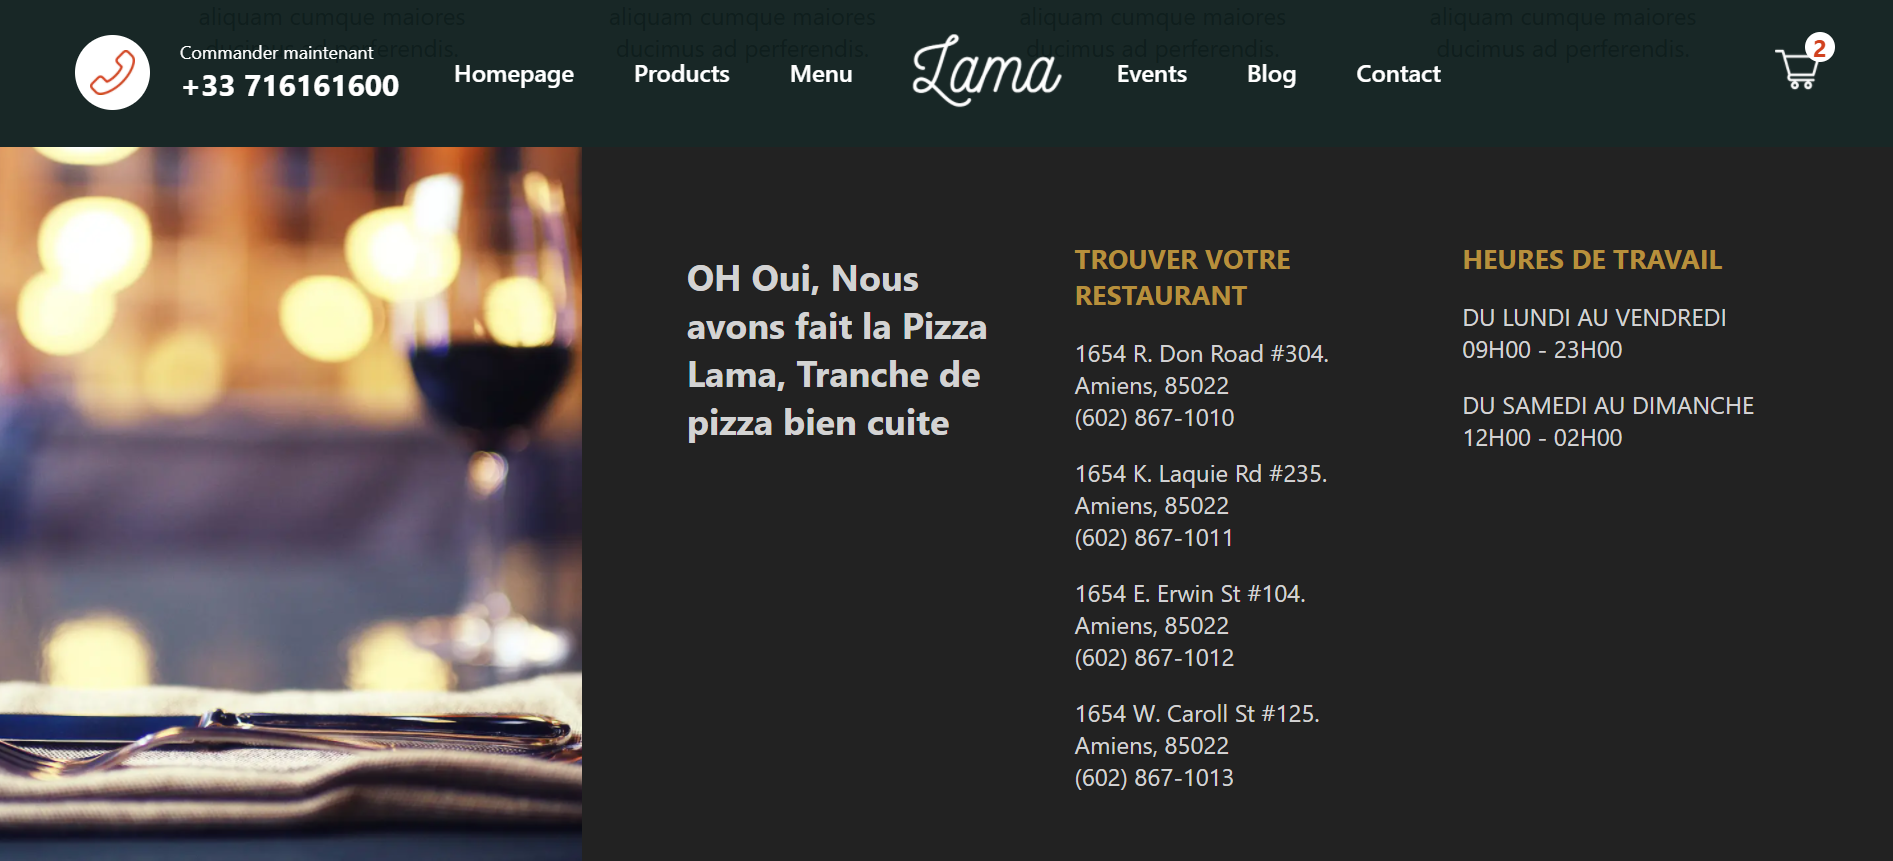 aliquam cumque maiores aliquam cumque maiores aliquam cumque maiores aliquam cumque maiores
ducimus ad perferendis. ducimus ad perferendis. ducimus ad perferendis. ducimus ad perferendis.
Commander maintenant
+33 716161600
Homepage Products Menu Lama Events Blog Contact
2
OH Oui, Nous
avons fait la Pizza
Lama, Tranche de
pizza bien cuite
TROUVER VOTRE
RESTAURANT
1654 R. Don Road #304.
Amiens, 85022
(602) 867-1010
1654 K. Laquie Rd #235.
Amiens, 85022
(602) 867-1011
1654 E. Erwin St #104.
Amiens, 85022
(602) 867-1012
1654 W. Caroll St #125.
Amiens, 85022
(602) 867-1013
HEURES DE TRAVAIL
DU LUNDI AU VENDREDI
09H00 - 23H00
DU SAMEDI AU DIMANCHE
12H00 - 02H00